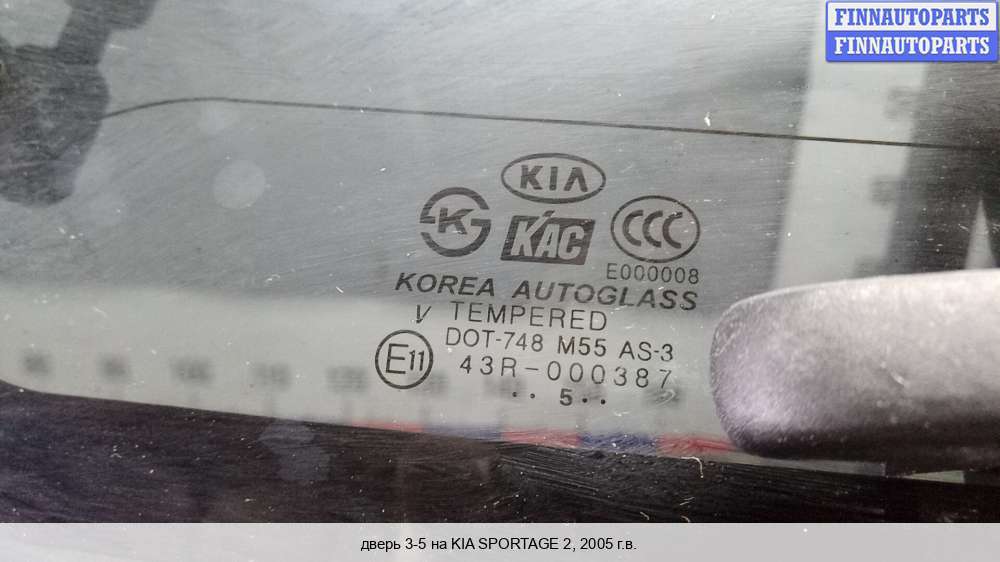 FINNAUTOPARTS
FINNAUTOPARTS
KIA
K
KAC
CCC
E000008
KOREA AUTOGLASS
V TEMPERED
DOT-748 M55 AS-3
E11
43R-000387
..5..
дверь 3-5 на KIA SPORTAGE 2, 2005 г.в.